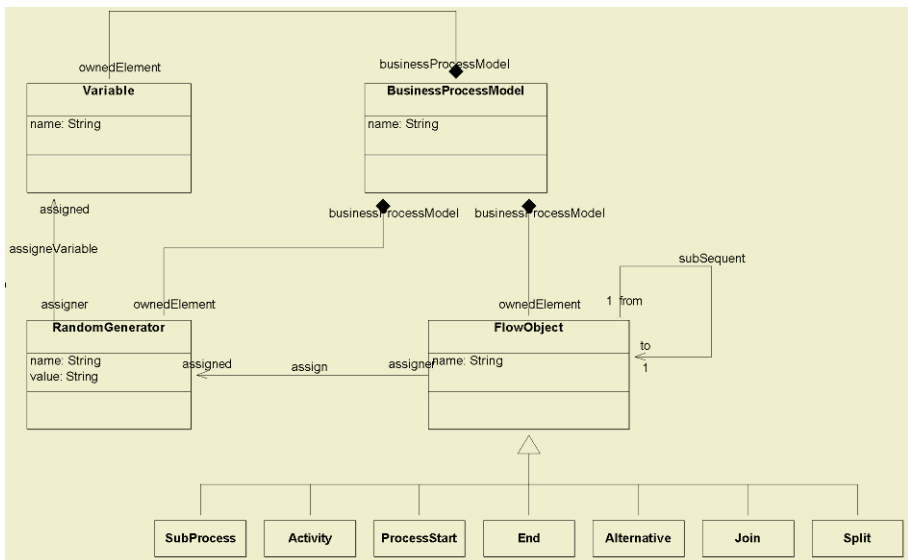 ownedElement
businessProcessModel
Variable
BusinessProcessModel
name: String
name: String
assigned
businessProcessModel
businessProcessModel
assigneVariable
subSequent
assigner
ownedElement
ownedElement
1 from
RandomGenerator
FlowObject
name: String
value: String
assigned
assign
assigner
name: String
to
1
SubProcess
Activity
ProcessStart
End
Alternative
Join
Split